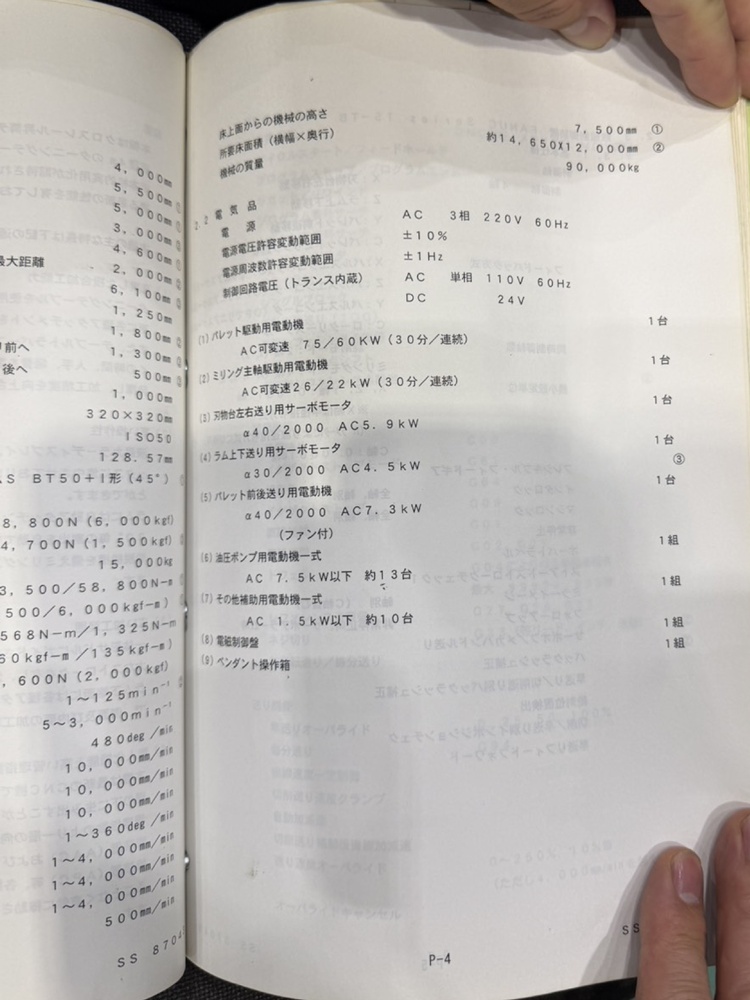 4，000mm
5，500mm
5，000mm
3，000mm
4，600mm
最大距離
2，000mm
6，100mm
1，250mm
1，800mm
前へ 1，300mm
後へ 500mm
1，000mm
320×320mm
ISO50
128．57mm
BT50＋I形（45°）
8，800N（6，000kgf）
4，700N（1，500kgf）
15，000kg
3，500／58，800N−m
500／6，000kgf−m）
568N−m／1，325N−m
60kgf−m／135kgf−m）
，600N（2，000kgf）
1〜125min⁻¹
5〜3，000min⁻¹
480deg／min
10，000mm／min
10，000mm／min
10，000mm／min
1〜360deg／min
1〜4，000mm／min
1〜4，000mm／min
1〜4，000mm／min
500mm／min
SS 8704
床上面からの機械の高さ 7，500mm ①
所要床面積（横幅×奥行） 約14，650X12，000mm ②
機械の質量 90，000kg
2．2 電気品
電源 AC 3相 220V 60Hz
電源電圧許容変動範囲 ±10％
電源周波数許容変動範囲 ±1Hz
制御回路電圧（トランス内蔵） AC 単相 110V 60Hz
DC 24V
(1) パレット駆動用電動機 1台
AC可変速 75／60KW（30分／連続）
(2) ミリング主軸駆動用電動機 1台
AC可変速26／22kW（30分／連続）
(3) 刃物台左右送り用サーボモータ 1台
α40／2000 AC5．9kW
(4) ラム上下送り用サーボモータ 1台
α30／2000 AC4．5kW ③
(5) パレット前後送り用電動機 1台
α40／2000 AC7．3kW
（ファン付）
(6) 油圧ポンプ用電動機一式 1組
AC 7．5kW以下 約13台
(7) その他補助用電動機一式 1組
AC 1．5kW以下 約10台
(8) 電磁制御盤 1組
(9) ペンダント操作箱 1組
P−4
SS